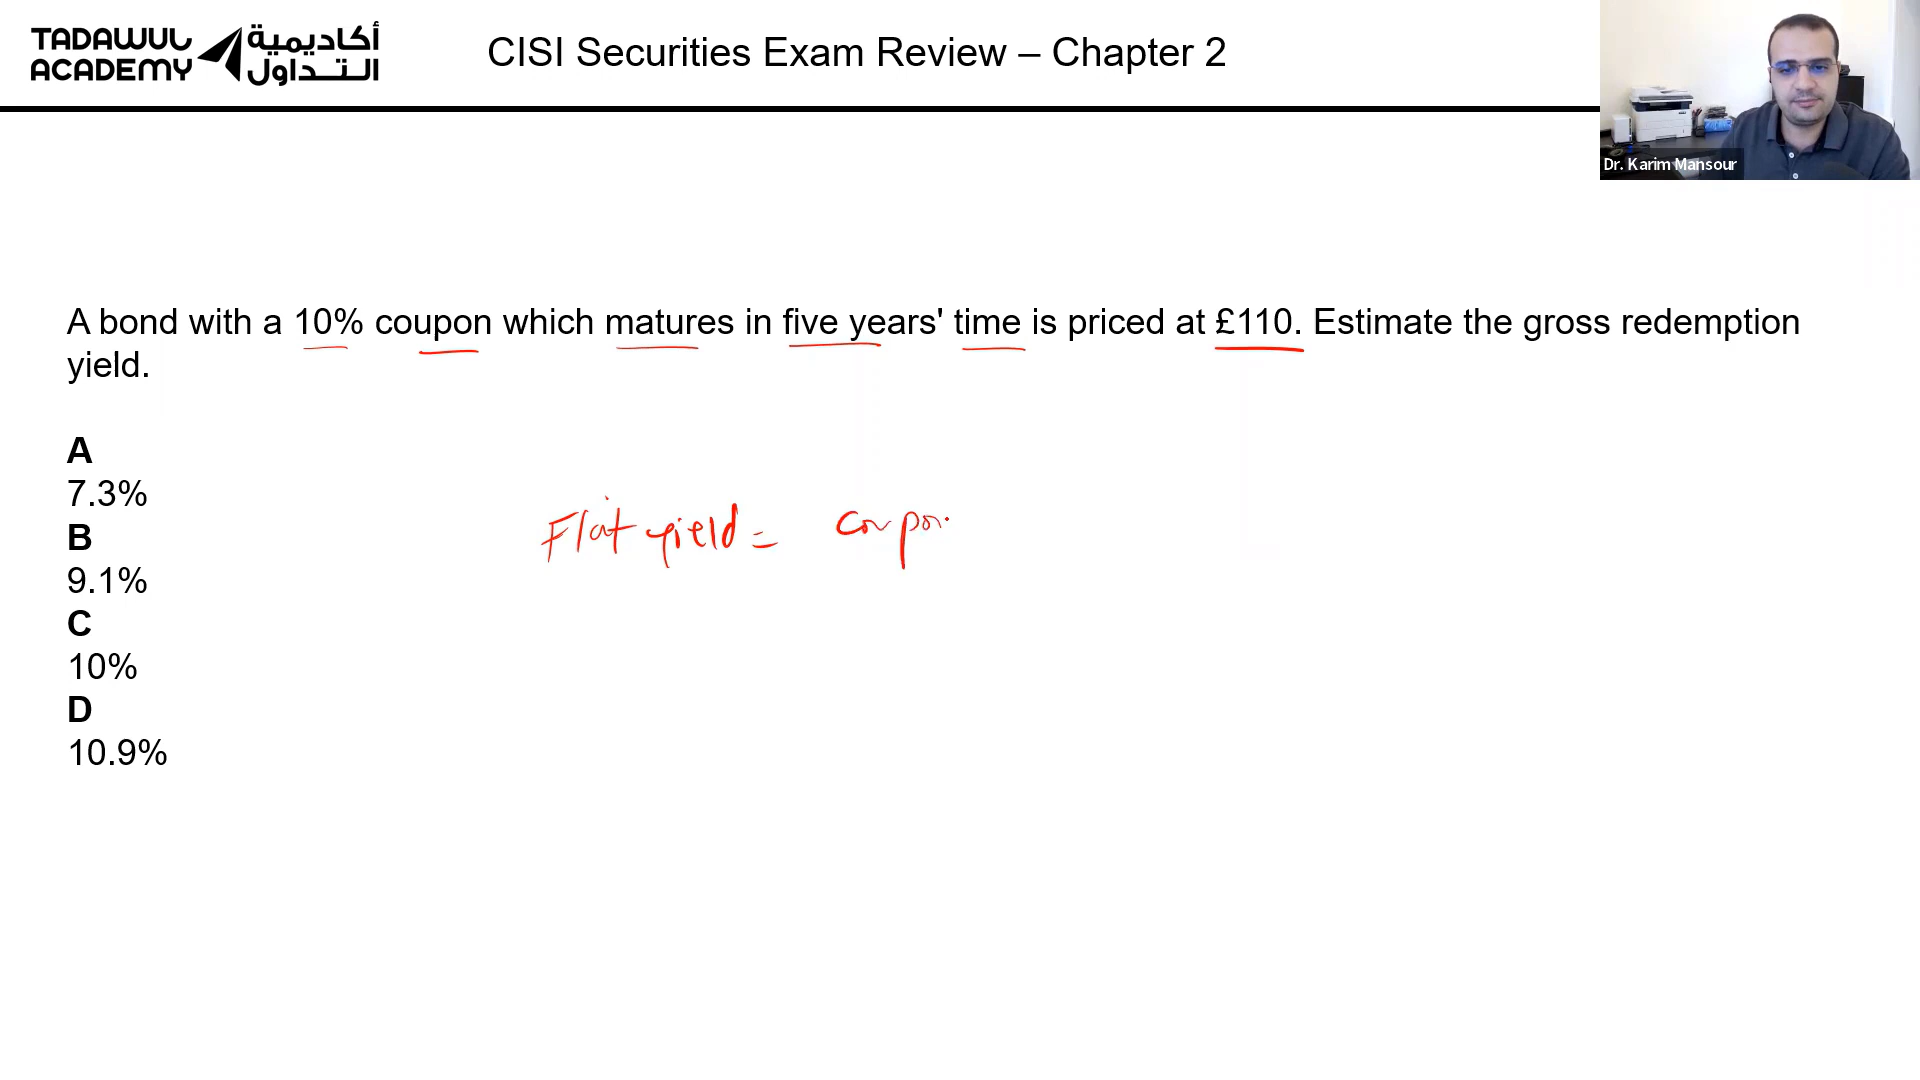 TADAWUL
ACADEMY
أكاديمية
التداول
CISI Securities Exam Review – Chapter 2
Dr. Karim Mansour
A bond with a 10% coupon which matures in five years' time is priced at £110. Estimate the gross redemption
yield.
A
7.3%
B
9.1%
C
10%
D
10.9%
Flat yield = coupon